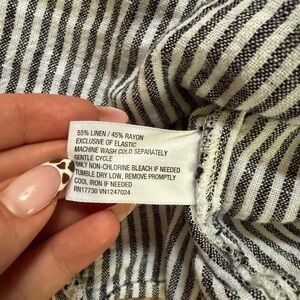 55% LINEN / 45% RAYON
EXCLUSIVE OF ELASTIC
MACHINE WASH COLD SEPARATELY
GENTLE CYCLE
ONLY NON-CHLORINE BLEACH IF NEEDED
TUMBLE DRY LOW, REMOVE PROMPTLY
COOL IRON IF NEEDED
RN17730 VN1247024